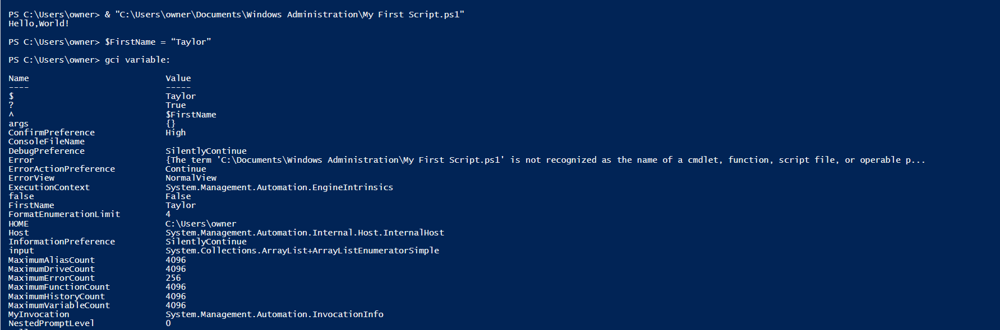 PS C:\Users\owner> & "C:\Users\owner\Documents\Windows Administration\My First Script.ps1"
Hello,World!
PS C:\Users\owner> $FirstName = “Taylor”
PS C:\Users\owner> gci variable:
Name Value
---- -----
$ Taylor
? True
^ $FirstName
args {}
ConfirmPreference High
ConsoleFileName
DebugPreference SilentlyContinue
Error {The term 'C:\Documents\Windows Administration\My First Script.ps1' is not recognized as the name of a cmdlet, function, script file, or operable p...
ErrorActionPreference Continue
ErrorView NormalView
ExecutionContext System.Management.Automation.EngineIntrinsics
false False
FirstName Taylor
FormatEnumerationLimit 4
HOME C:\Users\owner
Host System.Management.Automation.Internal.Host.InternalHost
InformationPreference SilentlyContinue
input System.Collections.ArrayList+ArrayListEnumeratorSimple
MaximumAliasCount 4096
MaximumDriveCount 4096
MaximumErrorCount 256
MaximumFunctionCount 4096
MaximumHistoryCount 4096
MaximumVariableCount 4096
MyInvocation System.Management.Automation.InvocationInfo
NestedPromptLevel 0